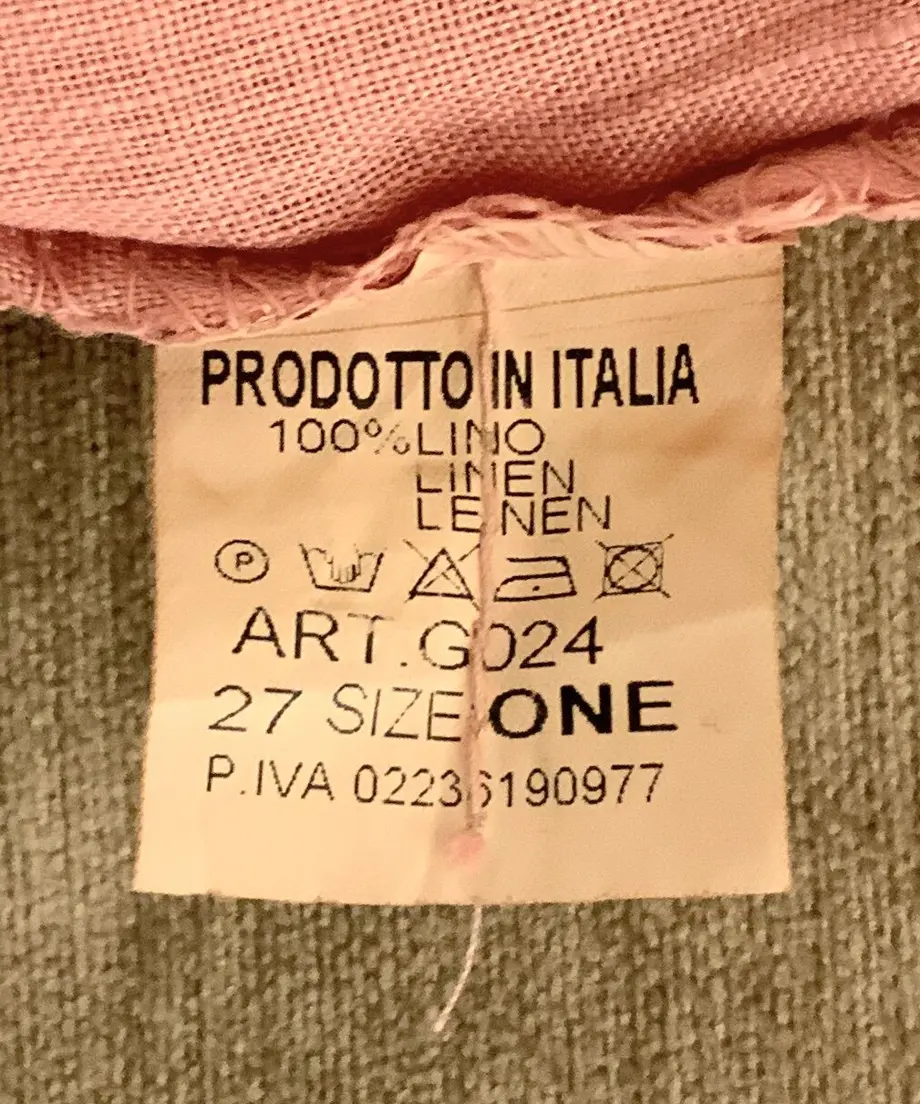 PRODOTTO IN ITALIA
100% LINO
LINEN
LEINEN
P
ART.G024
27 SIZE ONE
P.IVA 02236190977